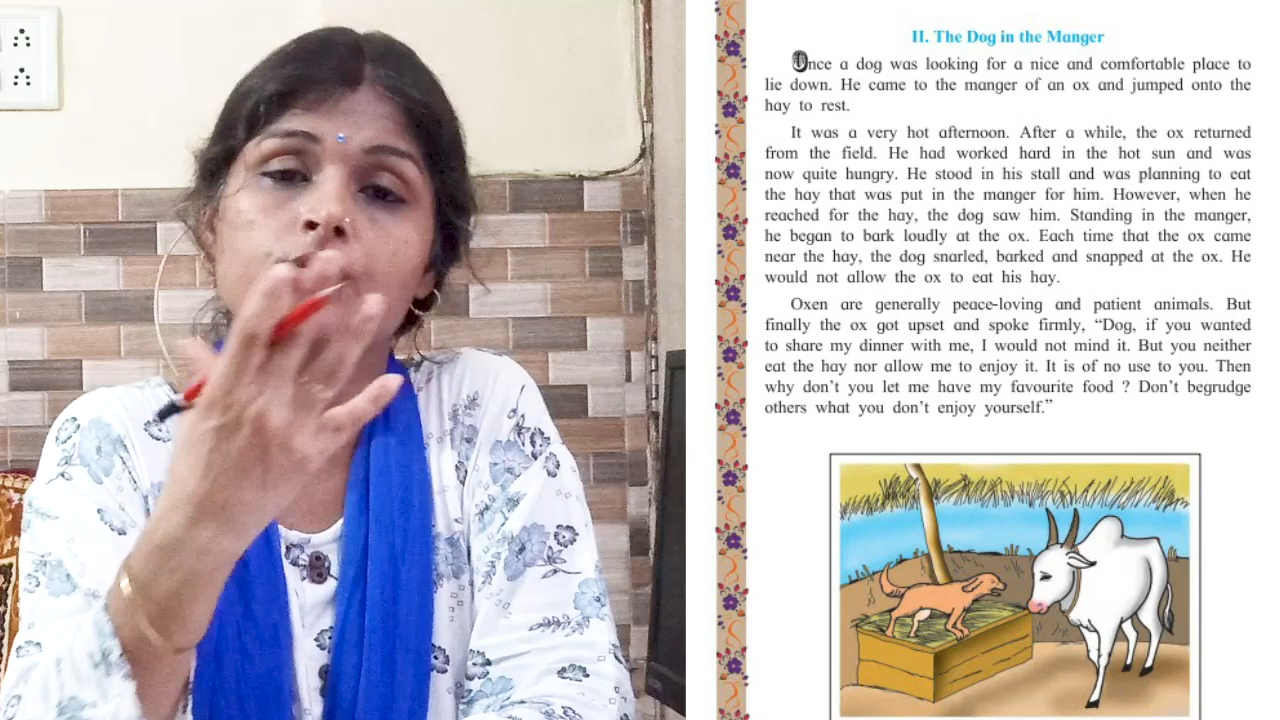 II. The Dog in the Manger
Once a dog was looking for a nice and comfortable place to
lie down. He came to the manger of an ox and jumped onto the
hay to rest.
It was a very hot afternoon. After a while, the ox returned
from the field. He had worked hard in the hot sun and was
now quite hungry. He stood in his stall and was planning to eat
the hay that was put in the manger for him. However, when he
reached for the hay, the dog saw him. Standing in the manger,
he began to bark loudly at the ox. Each time that the ox came
near the hay, the dog snarled, barked and snapped at the ox. He
would not allow the ox to eat his hay.
Oxen are generally peace-loving and patient animals. But
finally the ox got upset and spoke firmly, “Dog, if you wanted
to share my dinner with me, I would not mind it. But you neither
eat the hay nor allow me to enjoy it. It is of no use to you. Then
why don’t you let me have my favourite food ? Don’t begrudge
others what you don’t enjoy yourself.”